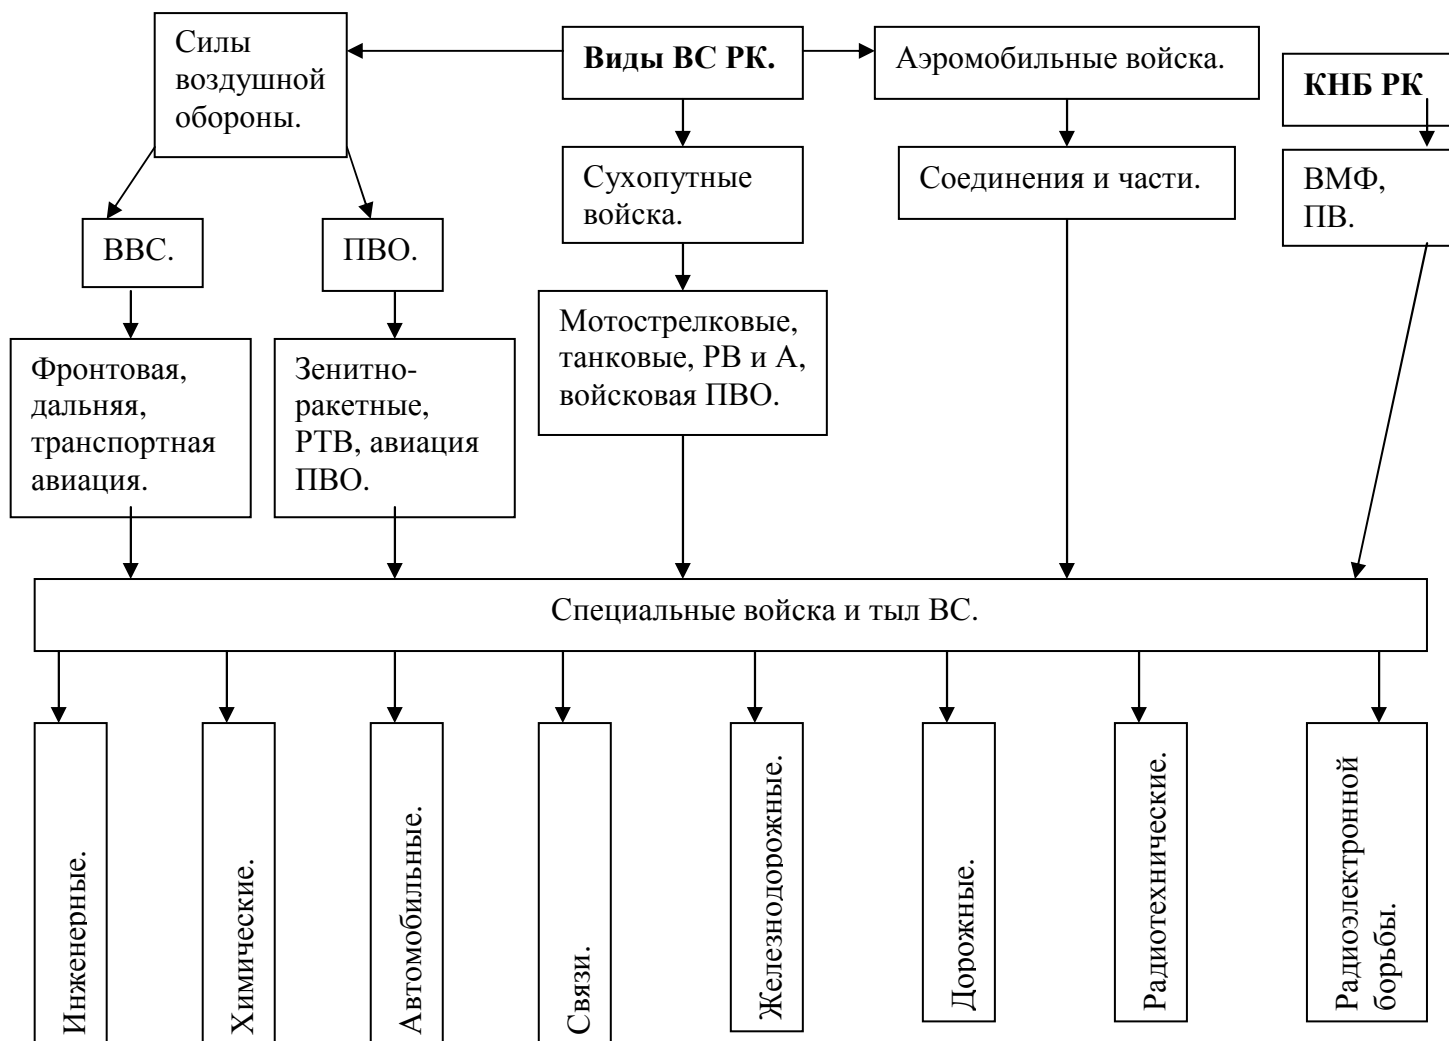 Силы
воздушной
обороны.
Виды ВС РК.
Аэромобильные войска.
КНБ РК
Сухопутные
войска.
Соединения и части.
ВМФ,
ПВ.
ВВС.
ПВО.
Мотострелковые,
танковые, РВ и А,
войсковая ПВО.
Фронтовая,
дальняя,
транспортная
авиация.
Зенитно-
ракетные,
РТВ, авиация
ПВО.
Специальные войска и тыл ВС.
Инженерные.
Химические.
Автомобильные.
Связи.
Железнодорожные.
Дорожные.
Радиотехнические.
Радиоэлектронной
борьбы.